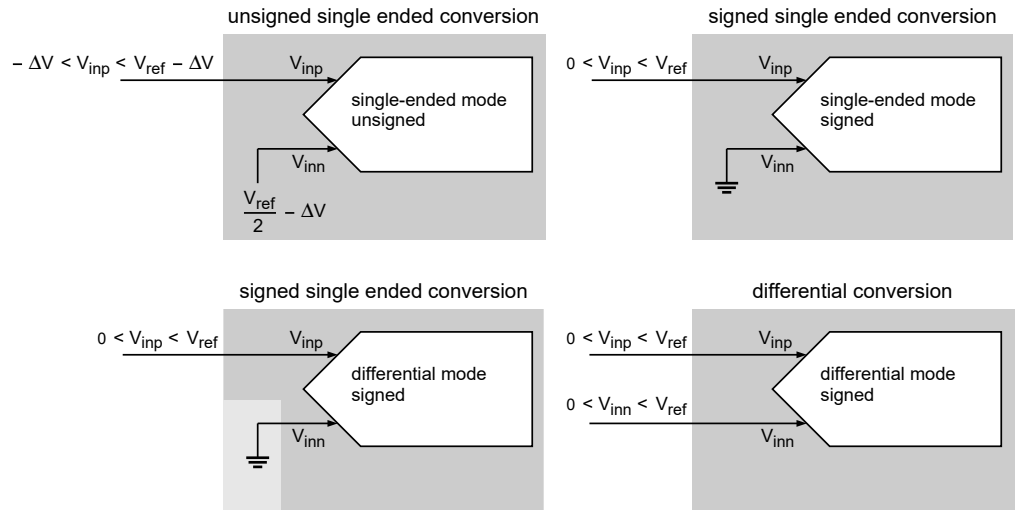 unsigned single ended conversion
− ΔV < Vinp < Vref − ΔV
Vinp
single-ended mode
unsigned
Vinn
Vref
2
− ΔV
signed single ended conversion
0 < Vinp < Vref
Vinp
single-ended mode
signed
Vinn
signed single ended conversion
0 < Vinp < Vref
Vinp
differential mode
signed
Vinn
differential conversion
0 < Vinp < Vref
Vinp
differential mode
signed
0 < Vinn < Vref
Vinn